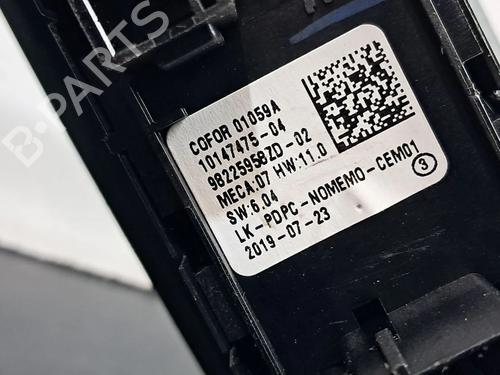 B-PARTS
COFOR 01059A
10147475-04
98225958ZD-02
MECA:07 HW:11.0
SW:6.04
LK-PDPC-NOMEMO-CEM01
3
2019-07-23